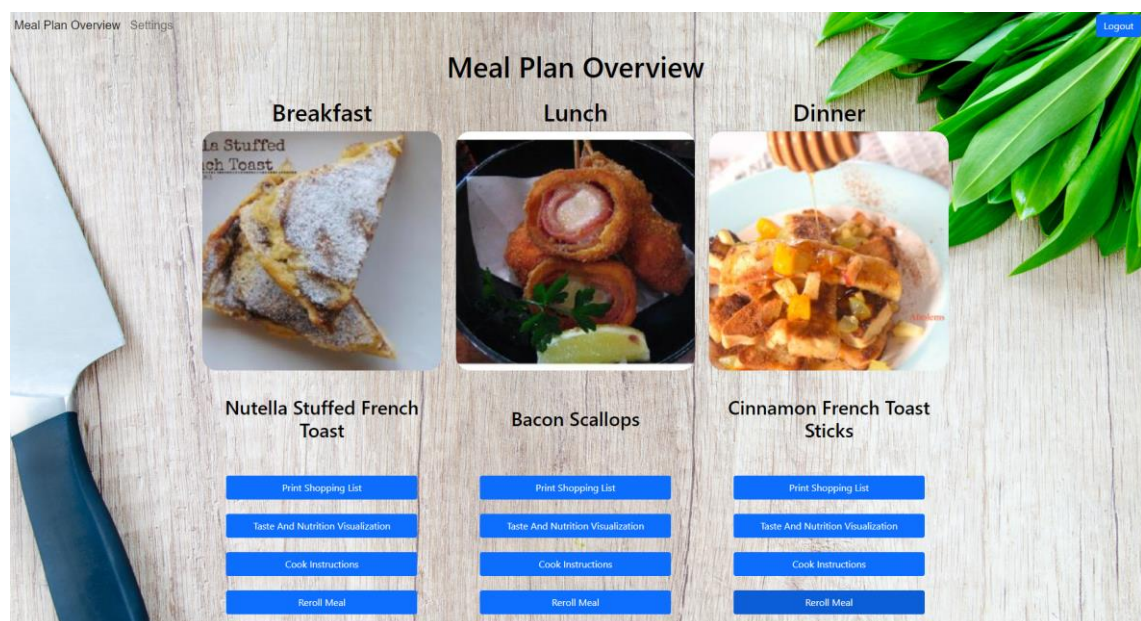 Meal Plan Overview Settings
Logout
Meal Plan Overview
Breakfast
Lunch
Dinner
Stuffed
Toast
Nutella Stuffed French
Toast
Bacon Scallops
Cinnamon French Toast
Sticks
Print Shopping List
Print Shopping List
Print Shopping List
Taste And Nutrition Visualization
Taste And Nutrition Visualization
Taste And Nutrition Visualization
Cook Instructions
Cook Instructions
Cook Instructions
Reroll Meal
Reroll Meal
Reroll Meal